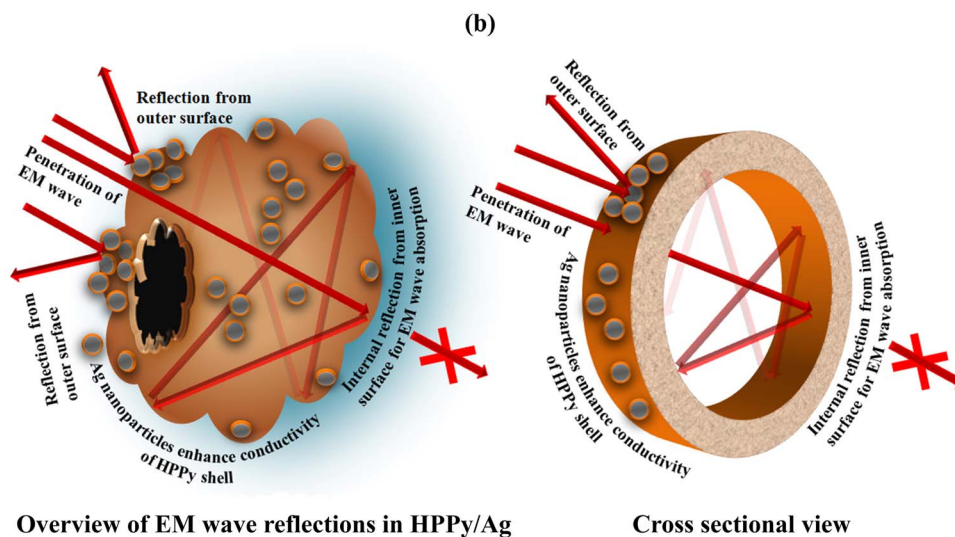 (b)
Reflection from
outer surface
Penetration of
EM wave
Reflection from
outer surface
Ag nanoparticles enhance conductivity
of HPPy shell
Internal reflection from inner
surface for EM wave absorption
Overview of EM wave reflections in HPPy/Ag
Reflection from
outer surface
Penetration of
EM wave
Ag nanoparticles enhance conductivity
of HPPy shell
Internal reflection from inner
surface for EM wave absorption
Cross sectional view